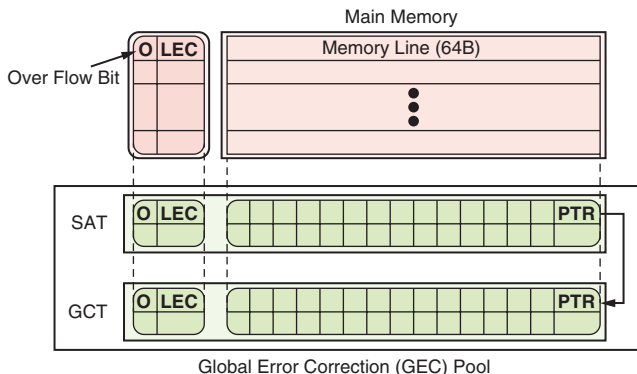 Main Memory
O LEC
Memory Line (64B)
Over Flow Bit
SAT
O LEC
PTR
GCT
O LEC
PTR
Global Error Correction (GEC) Pool